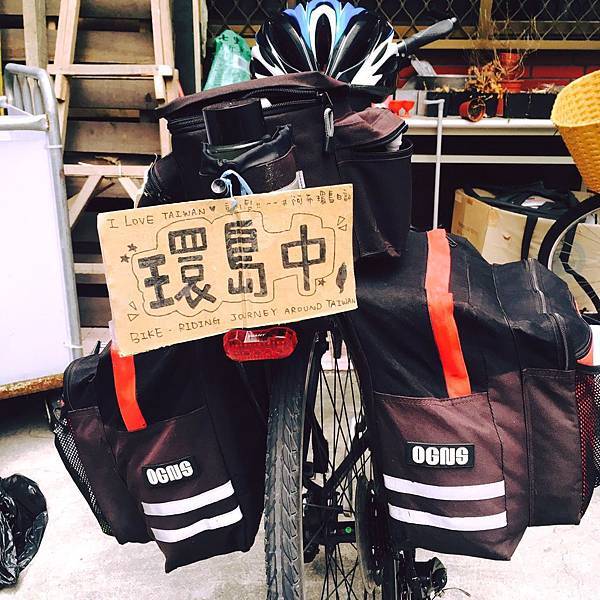 I LOVE TAIWAN
環島中
BIKE-RIDING JOURNEY AROUND TAIWAN
OGNS
OGNS